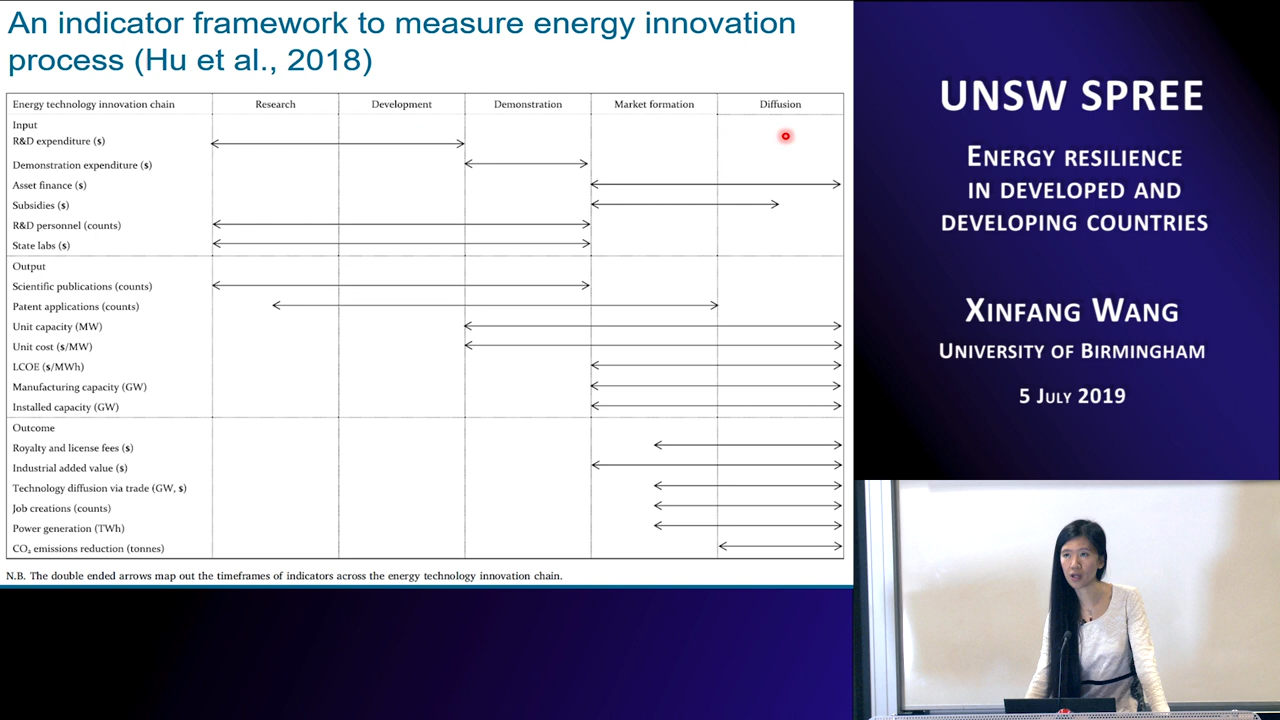 An indicator framework to measure energy innovation
process (Hu et al., 2018)
Energy technology innovation chain Research Development Demonstration Market formation Diffusion
Input
R&D expenditure ($)
Demonstration expenditure ($)
Asset finance ($)
Subsidies ($)
R&D personnel (counts)
State labs ($)
Output
Scientific publications (counts)
Patent applications (counts)
Unit capacity (MW)
Unit cost ($/MW)
LCOE ($/MWh)
Manufacturing capacity (GW)
Installed capacity (GW)
Outcome
Royalty and license fees ($)
Industrial added value ($)
Technology diffusion via trade (GW, $)
Job creations (counts)
Power generation (TWh)
CO₂ emissions reduction (tonnes)
N.B. The double ended arrows map out the timeframes of indicators across the energy technology innovation chain.
UNSW SPREE
ENERGY RESILIENCE
IN DEVELOPED AND
DEVELOPING COUNTRIES
XINFANG WANG
UNIVERSITY OF BIRMINGHAM
5 JULY 2019